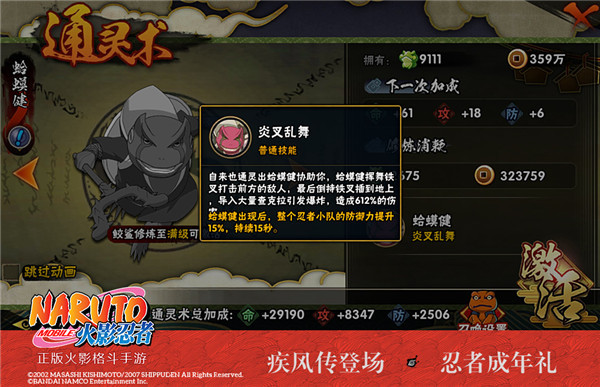 通灵术
拥有:
9111
359万
蛤蟆健
下一次加成
61 攻 +18 防 +6
炼消耗
675
323759
炎叉乱舞
普通技能
自来也通灵出蛤蟆健协助你,蛤蟆健挥舞铁
叉打击前方的敌人,最后倒持铁叉插到地上
,导入大量查克拉引发爆炸,造成612%的伤
蛤蟆健出现后,整个忍者小队的防御力提升
15%,持续15秒。
蛤蟆健
炎叉乱舞
鲛鲨修炼至满级可
跳过动画
激活
通灵术总加成: 命 +29190 攻 +8347 防 +2506
召唤设置
NARUTO
MOBILE
火影忍者
正版火影格斗手游
©2002 MASASHI KISHIMOTO/2007 SHIPPUDEN All Rights Reserved.
©BANDAI NAMCO Entertainment Inc.
疾风传登场 忍者成年礼